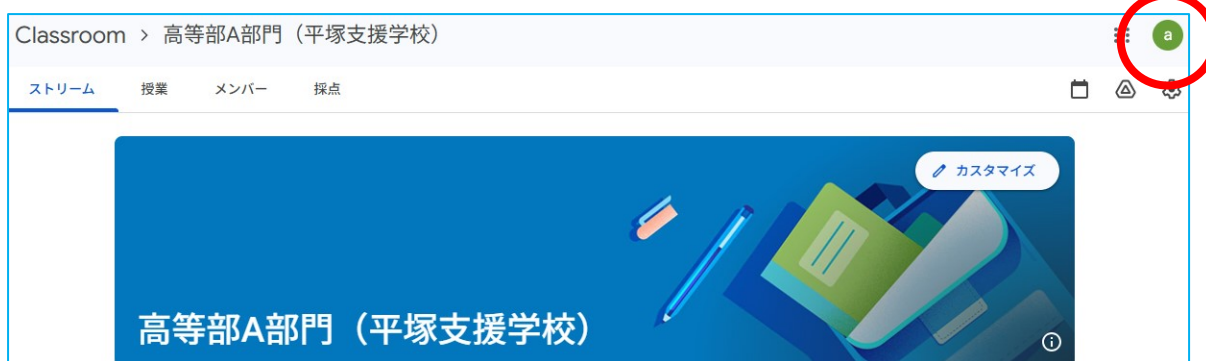 Classroom > 高等部A部門（平塚支援学校）
a
ストリーム 授業 メンバー 採点
カスタマイズ
高等部A部門（平塚支援学校）